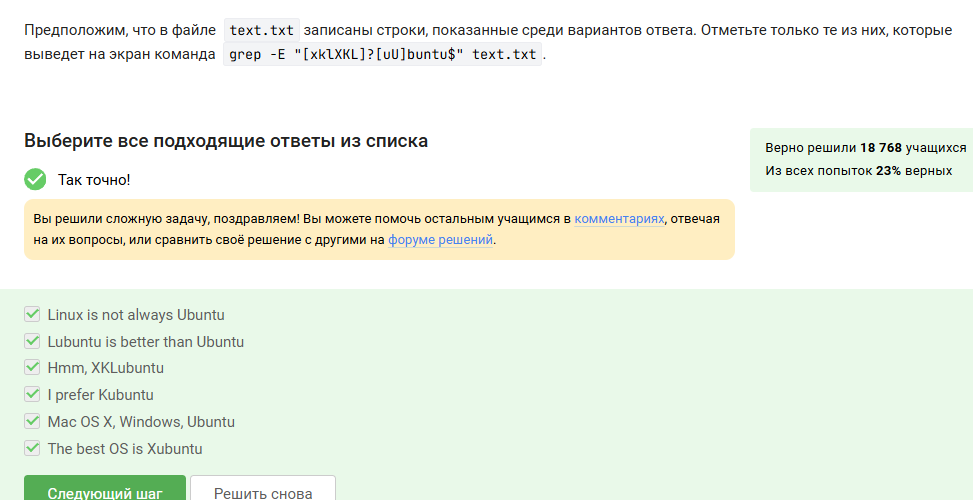 Предположим, что в файле text.txt записаны строки, показанные среди вариантов ответа. Отметьте только те из них, которые
выведет на экран команда grep -E "[xklXKL]?[uU]buntu$" text.txt.
Выберите все подходящие ответы из списка
Верно решили 18 768 учащихся
Из всех попыток 23% верных
Так точно!
Вы решили сложную задачу, поздравляем! Вы можете помочь остальным учащимся в комментариях, отвечая
на их вопросы, или сравнить своё решение с другими на форуме решений.
Linux is not always Ubuntu
Lubuntu is better than Ubuntu
Hmm, XKLubuntu
I prefer Kubuntu
Mac OS X, Windows, Ubuntu
The best OS is Xubuntu
Следующий шаг
Решить снова